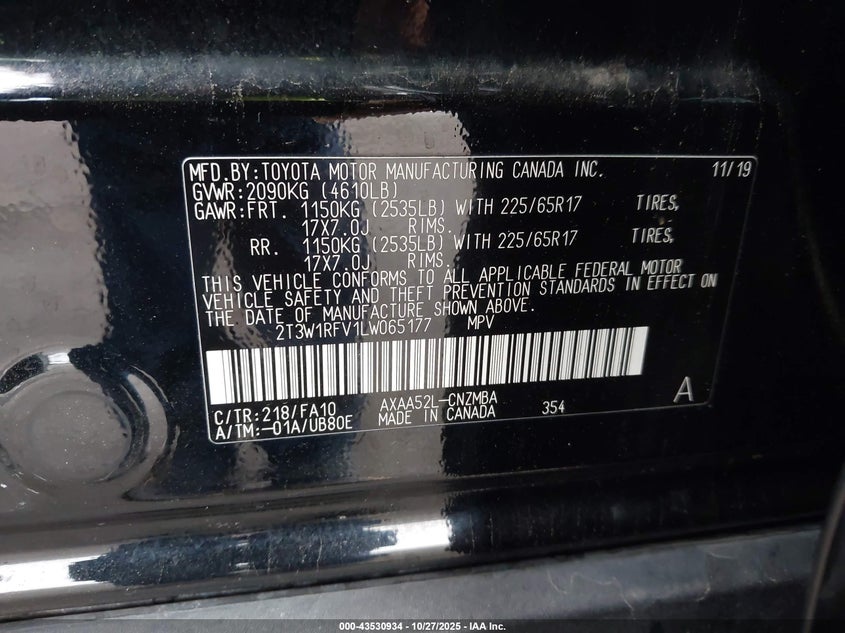 MFD.BY:TOYOTA MOTOR MANUFACTURING CANADA INC. 11/19
GVWR:2090KG (4610LB)
GAWR:FRT. 1150KG (2535LB) WITH 225/65R17 TIRES,
17X7.0J RIMS.
RR. 1150KG (2535LB) WITH 225/65R17 TIRES,
17X7.0J RIMS.
THIS VEHICLE CONFORMS TO ALL APPLICABLE FEDERAL MOTOR
VEHICLE SAFETY AND THEFT PREVENTION STANDARDS IN EFFECT ON
THE DATE OF MANUFACTURE SHOWN ABOVE.
2T3W1RFV1LW065177 MPV
A
C/TR:218/FA10 AXAA52L-CNZMBA
A/TM:-01A/UB80E MADE IN CANADA 354
000-43530934 - 10/27/2025 - IAA Inc.